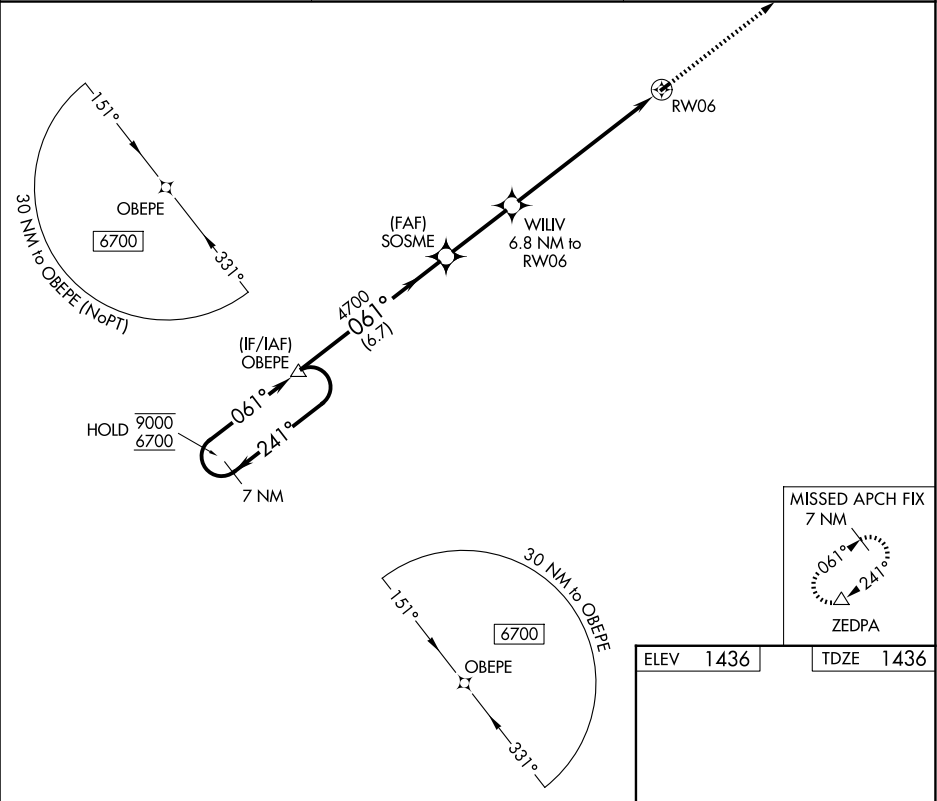 RW06
151°
OBEPE
6700
331°
30 NM to OBEPE (NoPT)
(FAF)
SOSME
WILIV
6.8 NM to
RW06
4700
061°
(6.7)
(IF/IAF)
OBEPE
061°
241°
HOLD 9000
6700
7 NM
MISSED APCH FIX
7 NM
061°
241°
ZEDPA
30 NM to OBEPE
151°
6700
OBEPE
331°
ELEV 1436
TDZE 1436